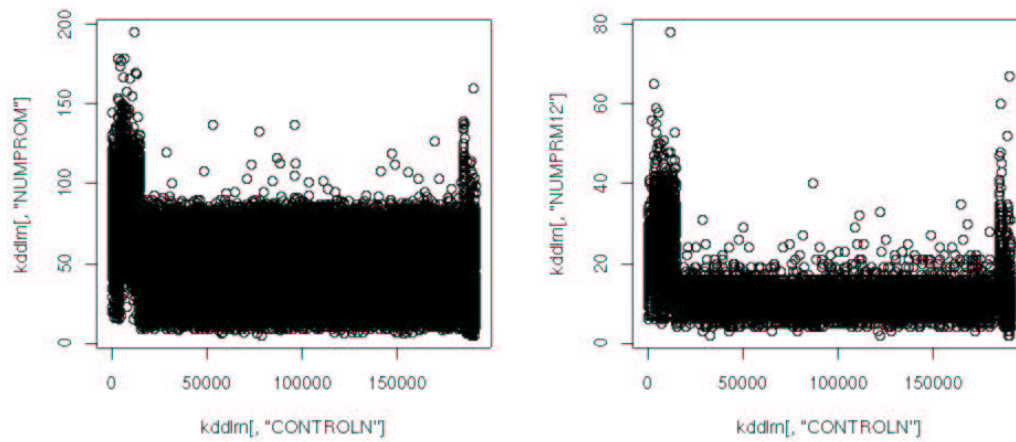 200
150
100
50
0
kddlrn[, "NUMPROM"]
0 50000 100000 150000
kddlrn[, "CONTROLN"]
80
60
40
20
0
kddlrn[, "NUMPRM12"]
0 50000 100000 150000
kddlrn[, "CONTROLN"]